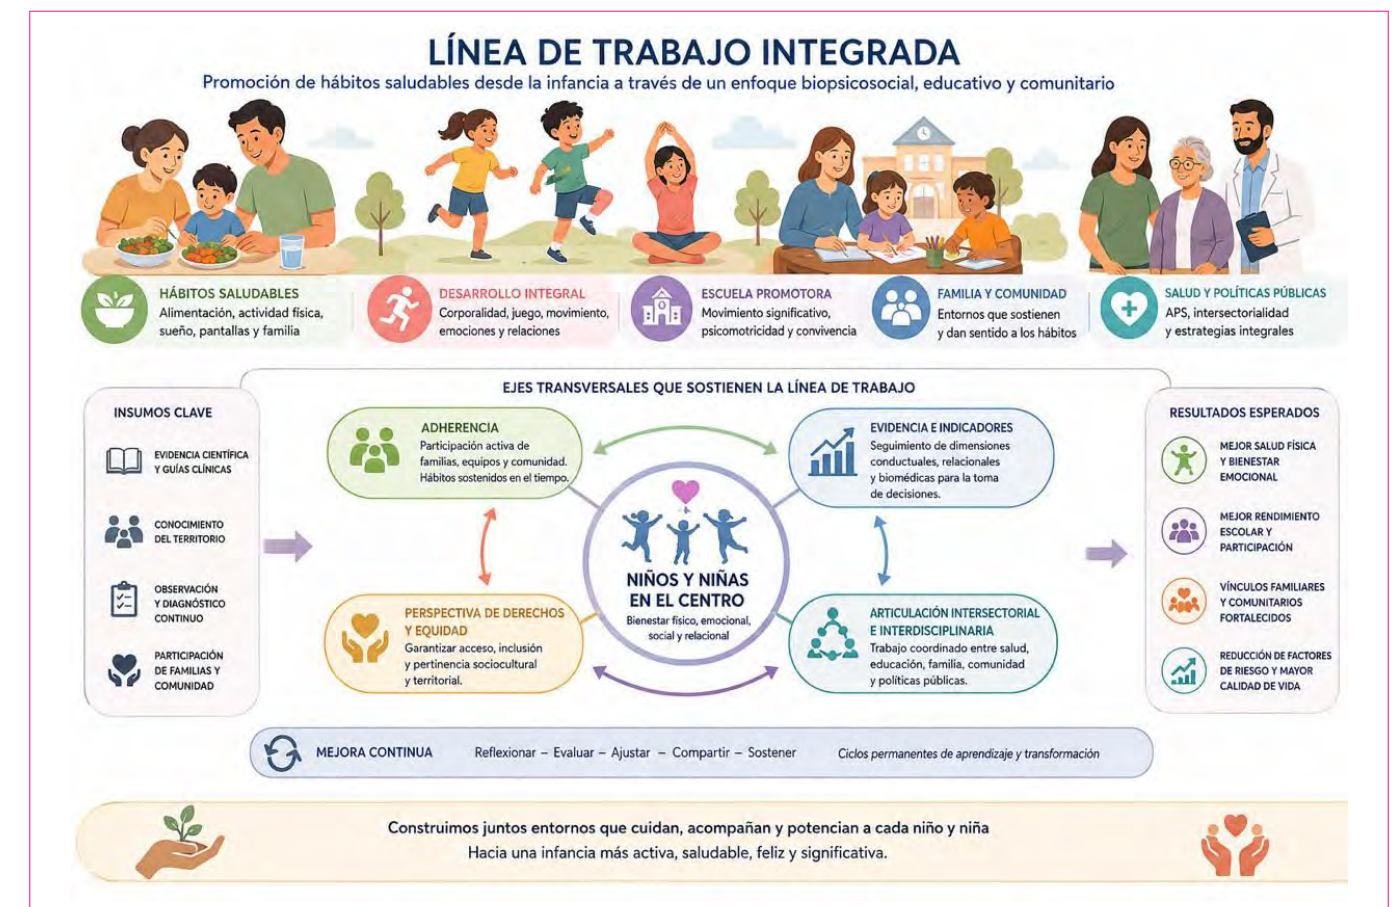 LÍNEA DE TRABAJO INTEGRADA
Promoción de hábitos saludables desde la infancia a través de un enfoque biopsicosocial, educativo y comunitario
HÁBITOS SALUDABLES
Alimentación, actividad física,
sueño, pantallas y familia
DESARROLLO INTEGRAL
Corporalidad, juego, movimiento,
emociones y relaciones
ESCUELA PROMOTORA
Movimiento significativo,
psicomotricidad y convivencia
FAMILIA Y COMUNIDAD
Entornos que sostienen
y dan sentido a los hábitos
SALUD Y POLÍTICAS PÚBLICAS
APS, intersectorialidad
y estrategias integrales
INSUMOS CLAVE
EVIDENCIA CIENTÍFICA
Y GUÍAS CLÍNICAS
CONOCIMIENTO
DEL TERRITORIO
OBSERVACIÓN
Y DIAGNÓSTICO
CONTINUO
PARTICIPACIÓN
DE FAMILIAS Y
COMUNIDAD
EJES TRANSVERSALES QUE SOSTIENEN LA LÍNEA DE TRABAJO
ADHERENCIA
Participación activa de
familias, equipos y comunidad.
Hábitos sostenidos en el tiempo.
EVIDENCIA E INDICADORES
Seguimiento de dimensiones
conductuales, relacionales
y biomédicas para la toma
de decisiones.
NIÑOS Y NIÑAS
EN EL CENTRO
Bienestar físico, emocional,
social y relacional
PERSPECTIVA DE DERECHOS
Y EQUIDAD
Garantizar acceso, inclusión
y pertinencia sociocultural
y territorial.
ARTICULACIÓN INTERSECTORIAL
E INTERDISCIPLINARIA
Trabajo coordinado entre salud,
educación, familia, comunidad
y políticas públicas.
RESULTADOS ESPERADOS
MEJOR SALUD FÍSICA
Y BIENESTAR
EMOCIONAL
MEJOR RENDIMIENTO
ESCOLAR Y
PARTICIPACIÓN
VÍNCULOS FAMILIARES
Y COMUNITARIOS
FORTALECIDOS
REDUCCIÓN DE FACTORES
DE RIESGO Y MAYOR
CALIDAD DE VIDA
MEJORA CONTINUA Reflexionar – Evaluar – Ajustar – Compartir – Sostener Ciclos permanentes de aprendizaje y transformación
Construimos juntos entornos que cuidan, acompañan y potencian a cada niño y niña
Hacia una infancia más activa, saludable, feliz y significativa.